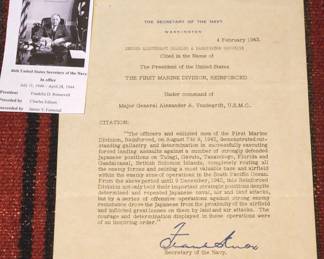 46th United States Secretary of the Navy
In office
July 11, 1940 – April 28, 1944
President Franklin D. Roosevelt
Preceded by Charles Edison
Succeeded by James V. Forrestal
THE SECRETARY OF THE NAVY
WASHINGTON
4 February 1943.
Cited in the Name of
The President of the United States
THE FIRST MARINE DIVISION, REINFORCED
Under command of
Major General Alexander A. Vandegrift, U.S.M.C.
CITATION:
"The officers and enlisted men of the First Marine
Division, Reinforced, on August 7 to 9, 1942, demonstrated out-
standing gallantry and determination in successfully executing
forced landing assaults against a number of strongly defended
Japanese positions on Tulagi, Gavutu, Tanambogo, Florida and
Guadalcanal, British Solomon Islands, completely routing all
the enemy forces and seizing a most valuable base and airfield
within the enemy zone of operations in the South Pacific Ocean.
From the above period until 9 December, 1942, this Reinforced
Division not only held their important strategic positions despite
determined and repeated Japanese naval, air and land attacks,
but by a series of offensive operations against strong enemy
resistance drove the Japanese from the proximity of the airfield
and inflicted great losses on them by land and air attacks. The
courage and determination displayed in these operations were
of an inspiring order."
Frank Knox
Secretary of the Navy.